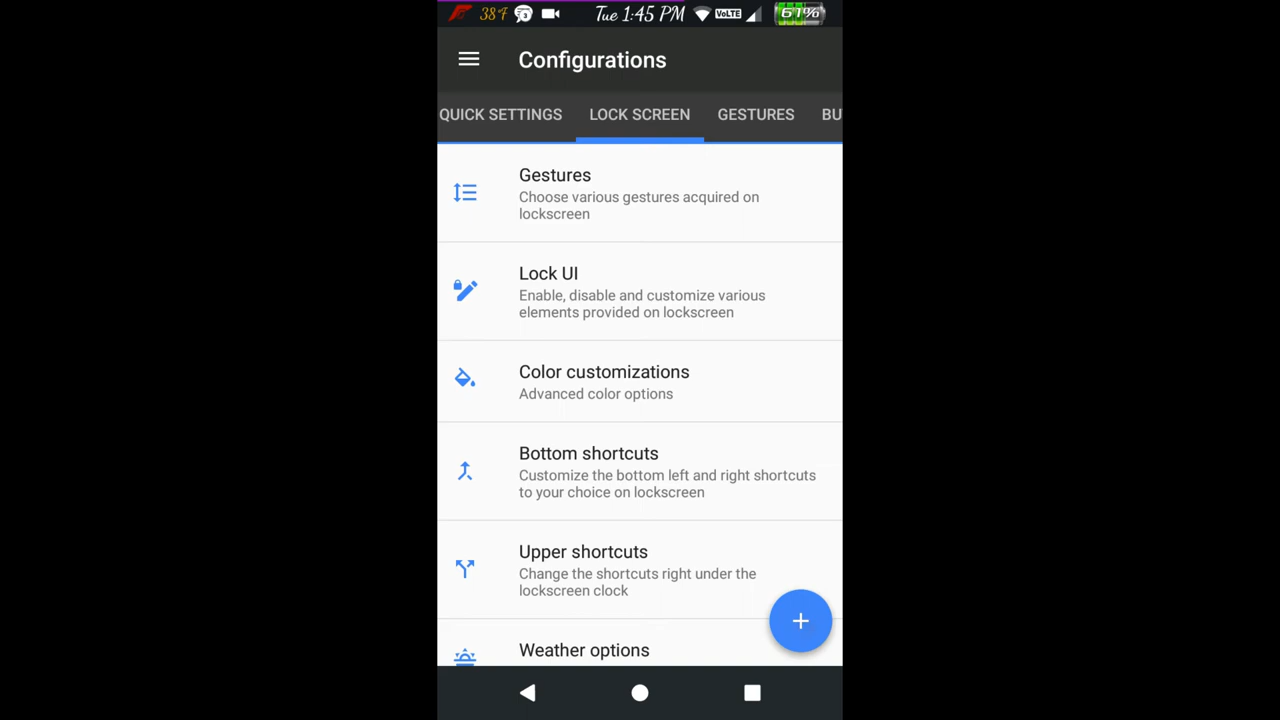 387 3 Tue 1:45 PM VoLTE 61%
Configurations
QUICK SETTINGS LOCK SCREEN GESTURES BU
Gestures
Choose various gestures acquired on
lockscreen
Lock UI
Enable, disable and customize various
elements provided on lockscreen
Color customizations
Advanced color options
Bottom shortcuts
Customize the bottom left and right shortcuts
to your choice on lockscreen
Upper shortcuts
Change the shortcuts right under the
lockscreen clock
Weather options